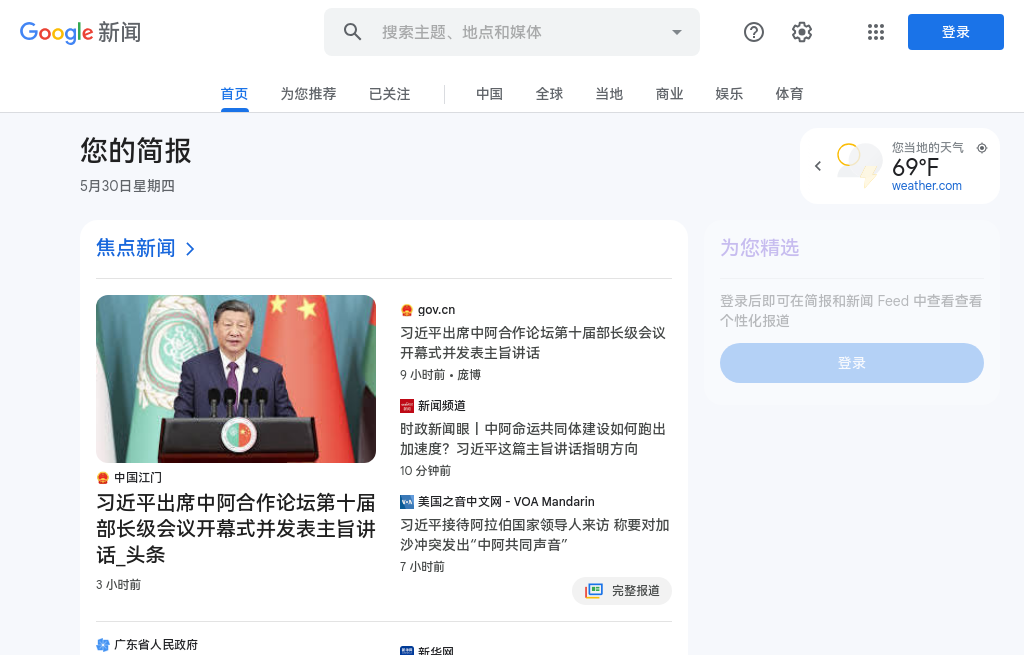 Google 新闻
搜索主题、地点和媒体
登录
首页
为您推荐
已关注
中国
全球
当地
商业
娱乐
体育
您的简报
5月30日星期四
您当地的天气
69°F
weather.com
焦点新闻
中国江门
习近平出席中阿合作论坛第十届
部长级会议开幕式并发表主旨讲
话_头条
3 小时前
gov.cn
习近平出席中阿合作论坛第十届部长级会议
开幕式并发表主旨讲话
9 小时前 • 庞博
新闻频道
时政新闻眼丨中阿命运共同体建设如何跑出
加速度？习近平这篇主旨讲话指明方向
10 分钟前
美国之音中文网 - VOA Mandarin
习近平接待阿拉伯国家领导人来访 称要对加
沙冲突发出“中阿共同声音”
7 小时前
完整报道
广东省人民政府
新华网
为您精选
登录后即可在简报和新闻 Feed 中查看查看
个性化报道
登录